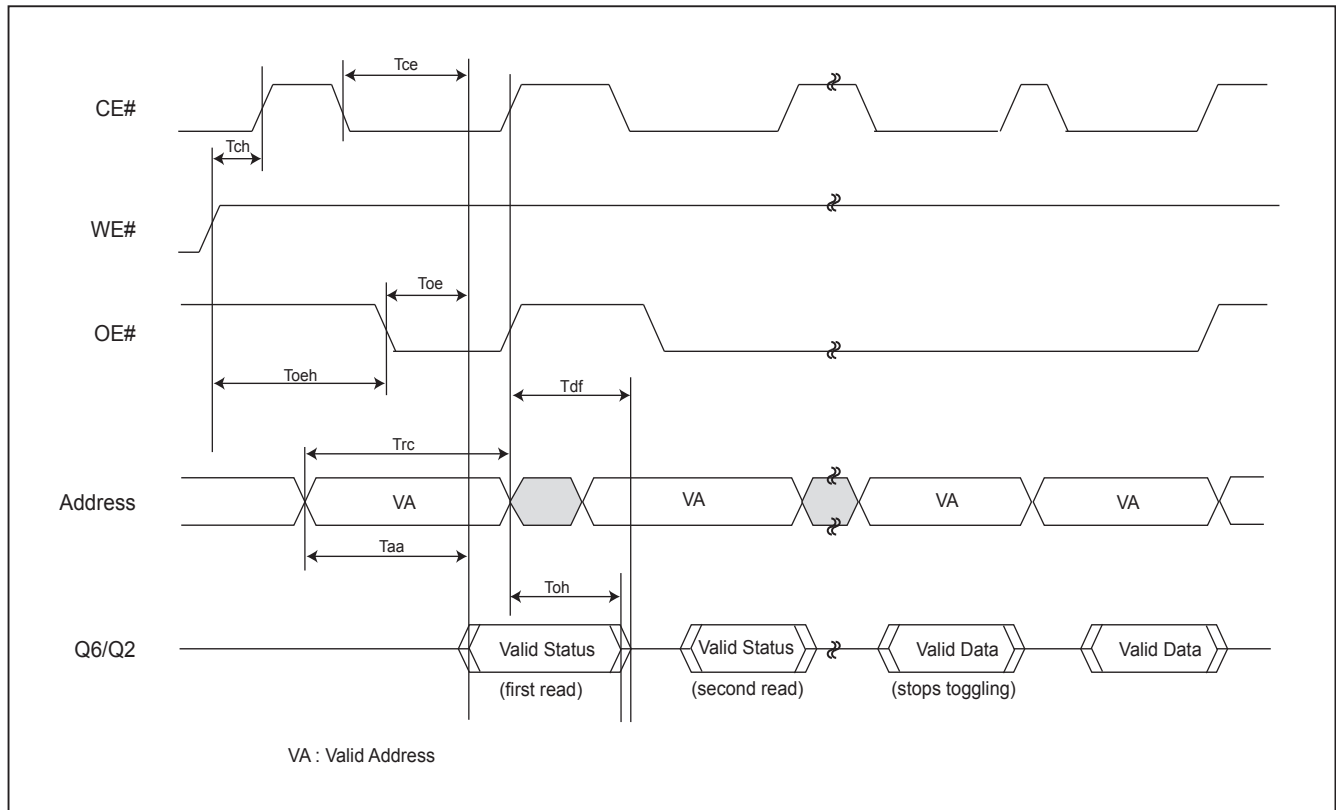 Tce
CE#
Tch
WE#
Toe
OE#
Toeh
Tdf
Trc
Address
VA
VA
VA
VA
Taa
Toh
Q6/Q2
Valid Status
Valid Status
Valid Data
Valid Data
(first read)
(second read)
(stops toggling)
VA : Valid Address